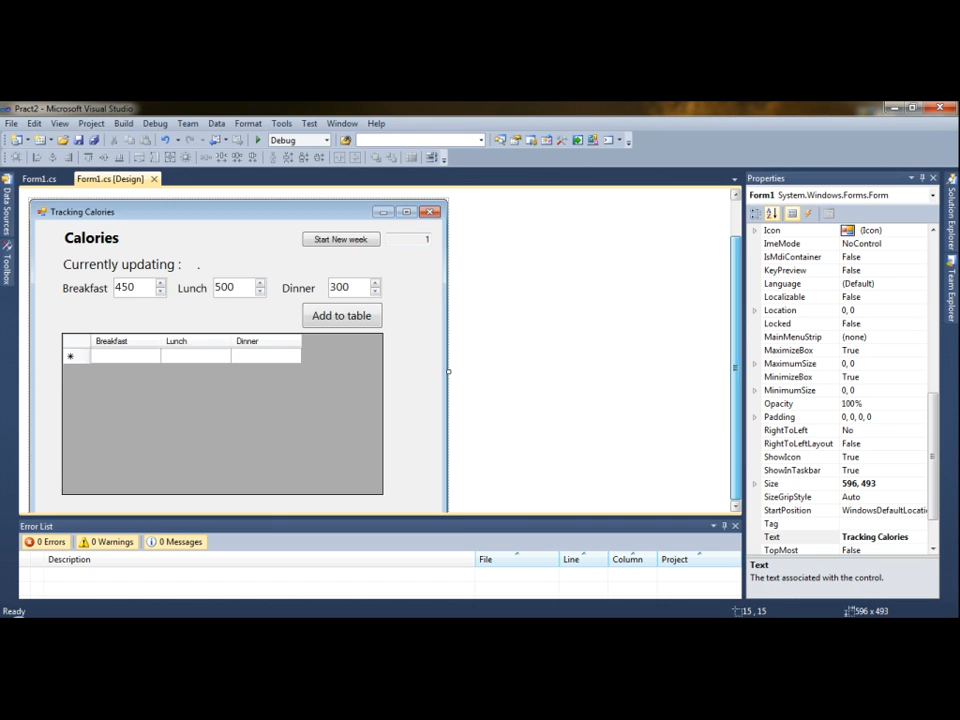 Pract2 - Microsoft Visual Studio
File Edit View Project Build Debug Team Data Format Tools Test Window Help
Debug
Form1.cs Form1.cs [Design]
Data Sources
Toolbox
Tracking Calories
Calories
Start New week 1
Currently updating : .
Breakfast 450 Lunch 500 Dinner 300
Add to table
Breakfast Lunch Dinner
Properties
Form1 System.Windows.Forms.Form
Icon (Icon)
ImeMode NoControl
IsMdiContainer False
KeyPreview False
Language (Default)
Localizable False
Location 0, 0
Locked False
MainMenuStrip (none)
MaximizeBox True
MaximumSize 0, 0
MinimizeBox True
MinimumSize 0, 0
Opacity 100%
Padding 0, 0, 0, 0
RightToLeft No
RightToLeftLayout False
ShowIcon True
ShowInTaskbar True
Size 596, 493
SizeGripStyle Auto
StartPosition WindowsDefaultLocati
Tag
Text Tracking Calories
TopMost False
Text
The text associated with the control.
Solution Explorer
Team Explorer
Error List
0 Errors 0 Warnings 0 Messages
Description File Line Column Project
Ready 15 , 15 596 x 493